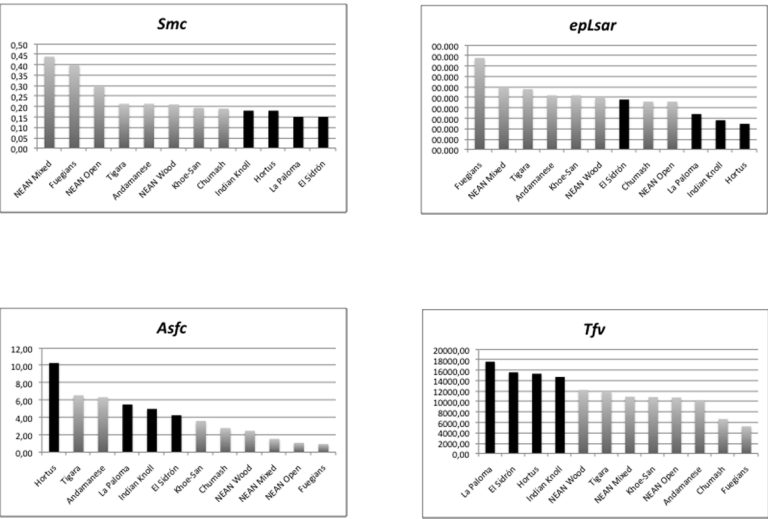 Smc
0,50
0,45
0,40
0,35
0,30
0,25
0,20
0,15
0,10
0,05
0,00
NEAN Mixed
Fuegians
NEAN Open
Tigara
Andamanese
NEAN Wood
Khoe-San
Chumash
Indian Knoll
Hortus
La Paloma
El Sidrón
epLsar
00.000
00.000
00.000
00.000
00.000
00.000
00.000
00.000
00.000
00.000
00.000
Fuegians
NEAN Mixed
Tigara
Andamanese
Khoe-San
NEAN Wood
El Sidrón
Chumash
NEAN Open
La Paloma
Indian Knoll
Hortus
Asfc
12,00
10,00
8,00
6,00
4,00
2,00
0,00
Hortus
Tigara
Andamanese
La Paloma
Indian Knoll
El Sidrón
Khoe-San
Chumash
NEAN Wood
NEAN Mixed
NEAN Open
Fuegians
Tfv
20000,00
18000,00
16000,00
14000,00
12000,00
10000,00
8000,00
6000,00
4000,00
2000,00
0,00
La Paloma
El Sidrón
Hortus
Indian Knoll
NEAN Wood
Tigara
NEAN Mixed
Khoe-San
NEAN Open
Andamanese
Chumash
Fuegians